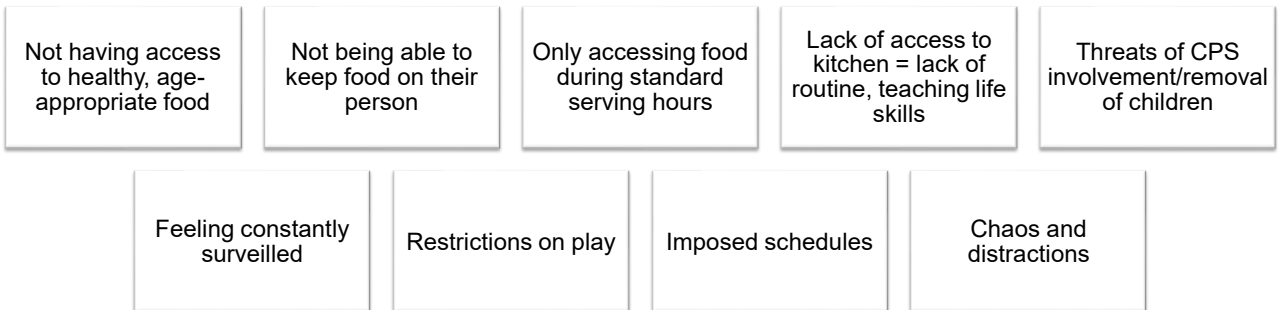 Not having access
to healthy, age-
appropriate food
Not being able to
keep food on their
person
Only accessing food
during standard
serving hours
Lack of access to
kitchen = lack of
routine, teaching life
skills
Threats of CPS
involvement/removal
of children
Feeling constantly
surveilled
Restrictions on play
Imposed schedules
Chaos and
distractions